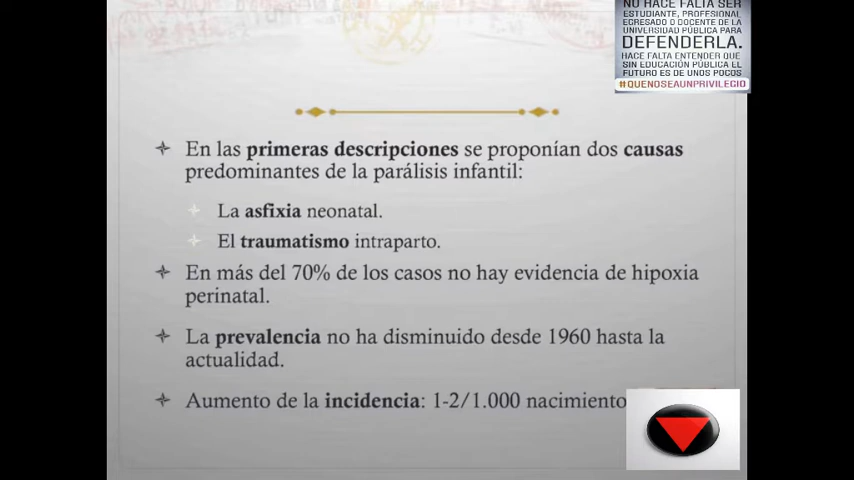 NO HACE FALTA SER
ESTUDIANTE, PROFESIONAL
EGRESADO O DOCENTE DE LA
UNIVERSIDAD PÚBLICA PARA
DEFENDERLA.
HACE FALTA ENTENDER QUE
SIN EDUCACIÓN PÚBLICA EL
FUTURO ES DE UNOS POCOS
#QUENOSEAUNPRIVILEGIO
En las primeras descripciones se proponían dos causas
predominantes de la parálisis infantil:
La asfixia neonatal.
El traumatismo intraparto.
En más del 70% de los casos no hay evidencia de hipoxia
perinatal.
La prevalencia no ha disminuido desde 1960 hasta la
actualidad.
Aumento de la incidencia: 1-2/1.000 nacimiento